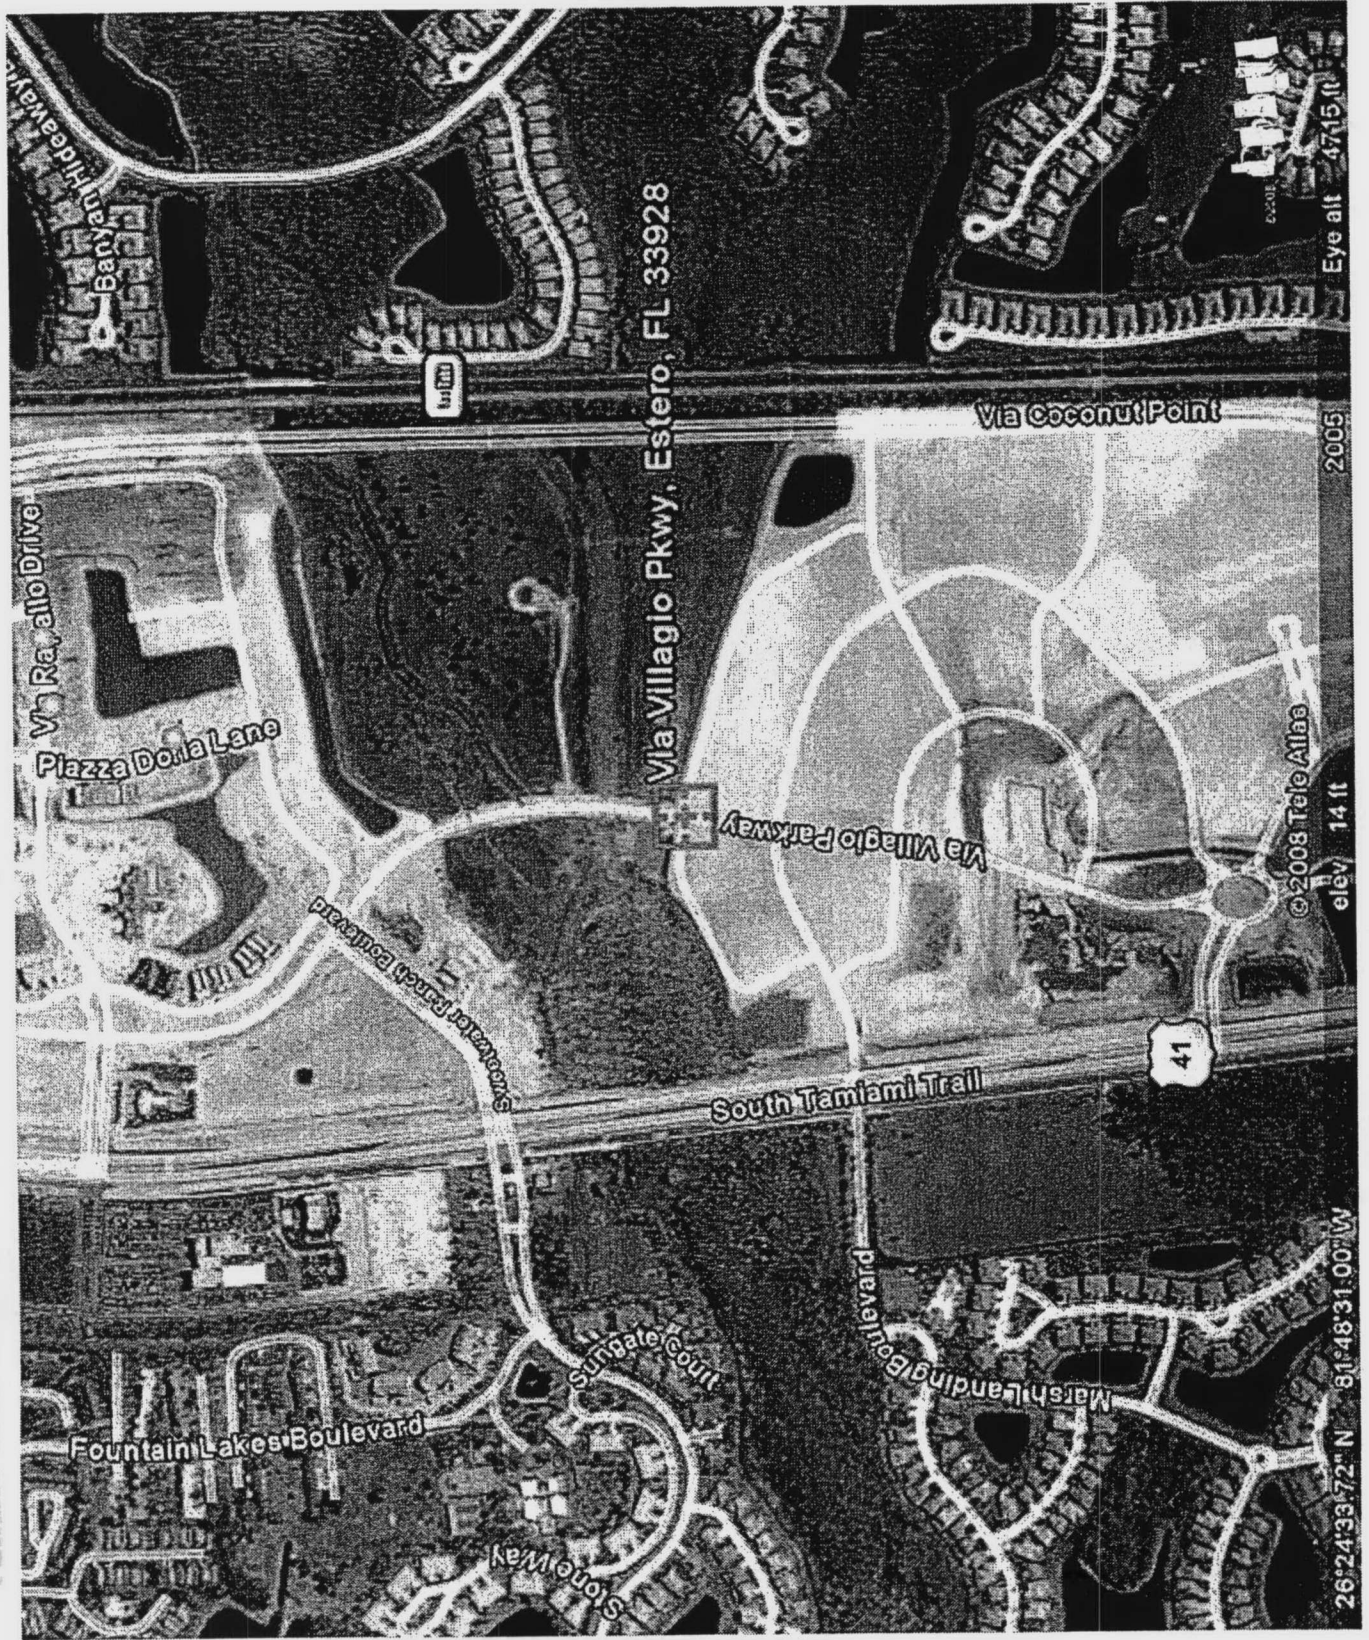 Banyan Hideaway
Via Villagio Pkwy, Estero, FL 33928
Via Coconut Point
Piazza Doria Lane
Via Villagio Parkway
Sweetwater Ranch Boulevard
South Tamiami Trail
41
Sungate Court
Fountain Lakes Boulevard
Stone Way
Marsh Landing Boulevard
© 2008 Tele Atlas
26°24'33.72" N 81°48'31.00" W
elev 14 ft
2005
Eye alt 4715 ft